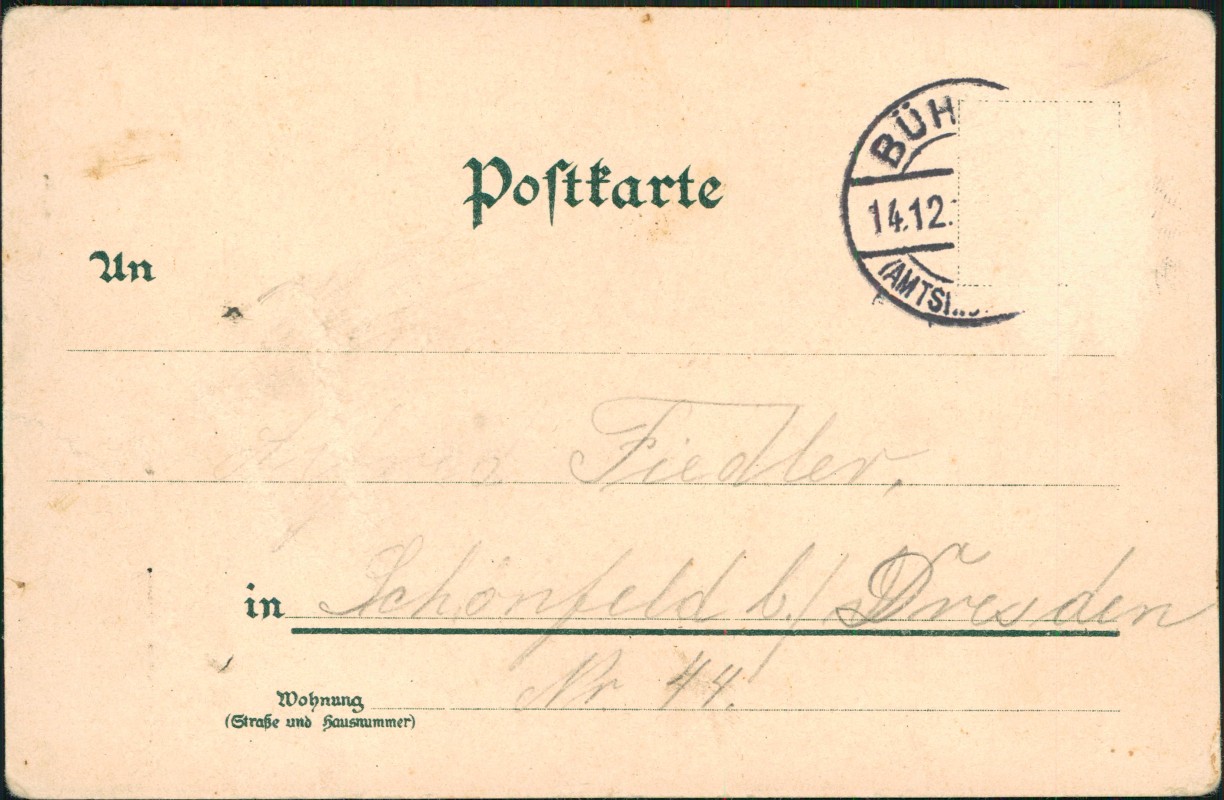 Postkarte
BÜH
14.12.
(AMTS
An
Fiedler,
in Schönfeld b./ Dresden
Nr. 44.
Wohnung
(Straße und Hausnummer)